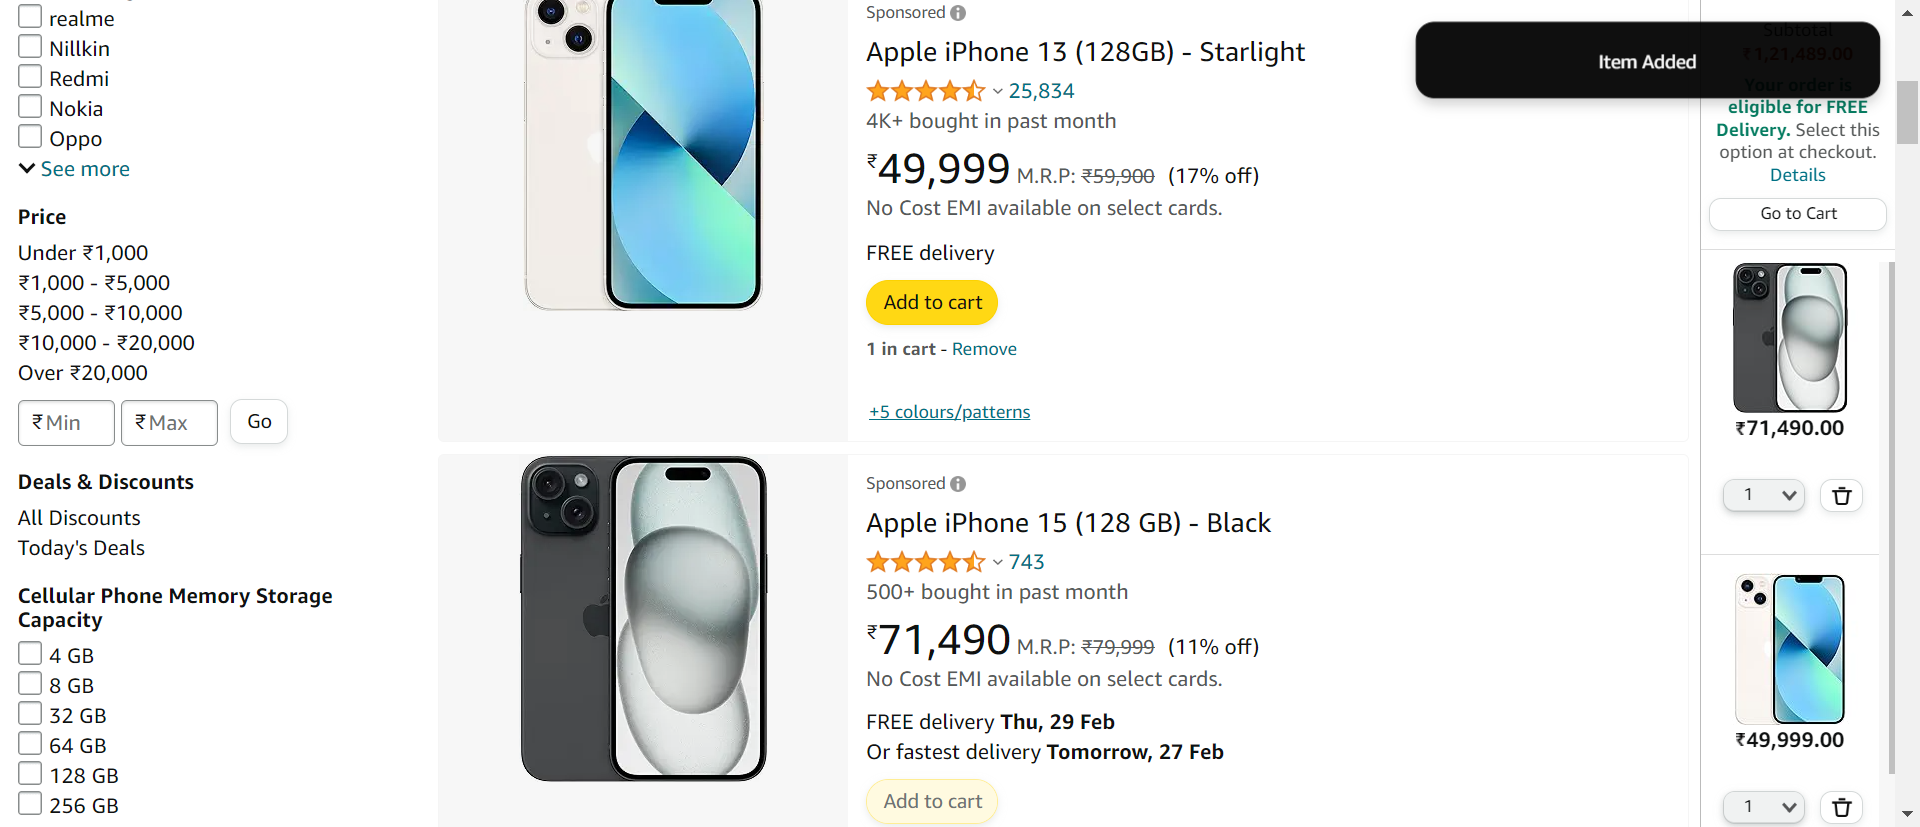 realme
Nillkin
Redmi
Nokia
Oppo
See more
Price
Under ₹1,000
₹1,000 - ₹5,000
₹5,000 - ₹10,000
₹10,000 - ₹20,000
Over ₹20,000
₹ Min
₹ Max
Go
Deals & Discounts
All Discounts
Today's Deals
Cellular Phone Memory Storage
Capacity
4 GB
8 GB
32 GB
64 GB
128 GB
256 GB
Sponsored
Apple iPhone 13 (128GB) - Starlight
25,834
4K+ bought in past month
₹49,999 M.R.P: ₹59,900 (17% off)
No Cost EMI available on select cards.
FREE delivery
Add to cart
1 in cart - Remove
+5 colours/patterns
Sponsored
Apple iPhone 15 (128 GB) - Black
743
500+ bought in past month
₹71,490 M.R.P: ₹79,999 (11% off)
No Cost EMI available on select cards.
FREE delivery Thu, 29 Feb
Or fastest delivery Tomorrow, 27 Feb
Add to cart
Item Added
Subtotal
₹1,21,489.00
Your order is
eligible for FREE
Delivery. Select this
option at checkout.
Details
Go to Cart
₹71,490.00
1
₹49,999.00
1